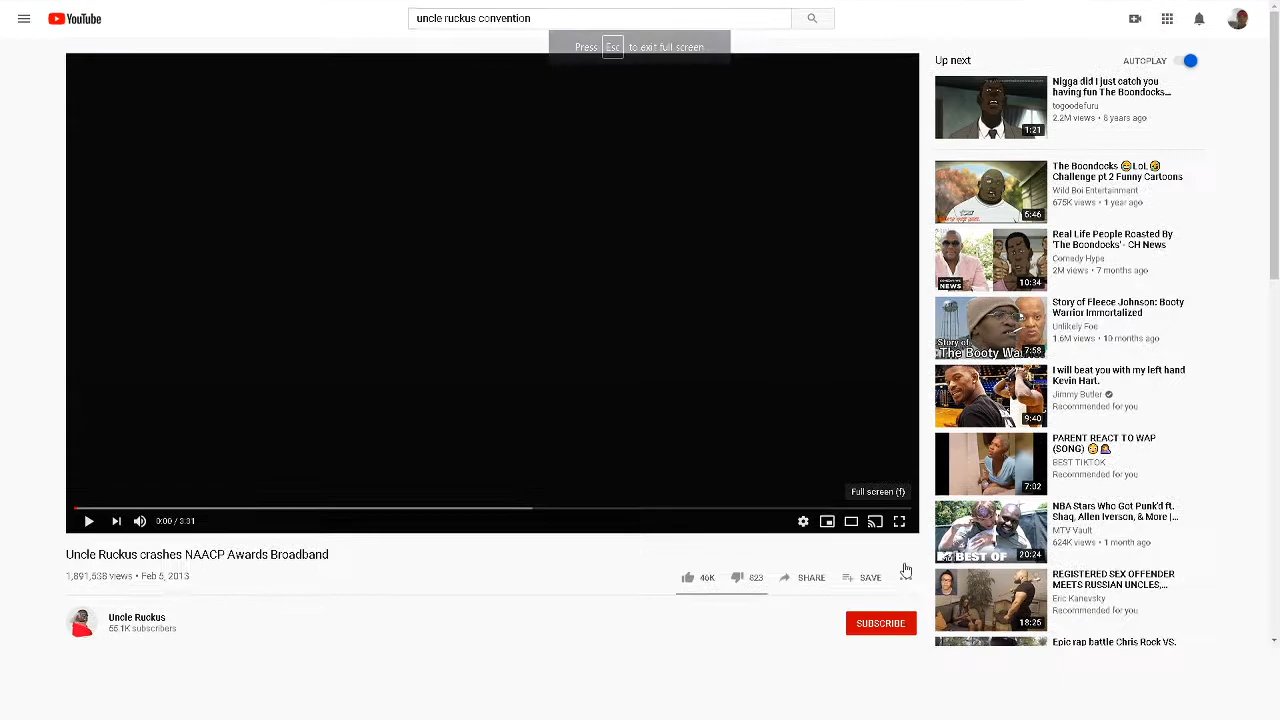 YouTube
uncle ruckus convention
Press Esc to exit full screen
Full screen (f)
0:00 / 3:31
Uncle Ruckus crashes NAACP Awards Broadband
1,891,538 views • Feb 5, 2013
46K 823 SHARE SAVE
Uncle Ruckus
55.1K subscribers
SUBSCRIBE
Up next
AUTOPLAY
Nigga did I just catch you
having fun The Boondocks...
togoodefuru
2.2M views • 8 years ago
1:21
The Boondocks 😂LoL🤣
Challenge pt 2 Funny Cartoons
Wild Boi Entertainment
675K views • 1 year ago
5:46
Real Life People Roasted By
'The Boondocks' - CH News
Comedy Hype
2M views • 7 months ago
NEWS
10:34
Story of Fleece Johnson: Booty
Warrior Immortalized
Unlikely Foe
1.6M views • 10 months ago
Story of
The Booty Wa
7:58
I will beat you with my left hand
Kevin Hart.
Jimmy Butler
Recommended for you
9:40
PARENT REACT TO WAP
(SONG) 😳🤦
BEST TIKTOK
Recommended for you
7:02
NBA Stars Who Got Punk'd ft.
Shaq, Allen Iverson, & More |...
MTV Vault
624K views • 1 month ago
BEST OF
20:24
REGISTERED SEX OFFENDER
MEETS RUSSIAN UNCLES,...
Eric Kanevsky
Recommended for you
18:25
Epic rap battle Chris Rock VS.